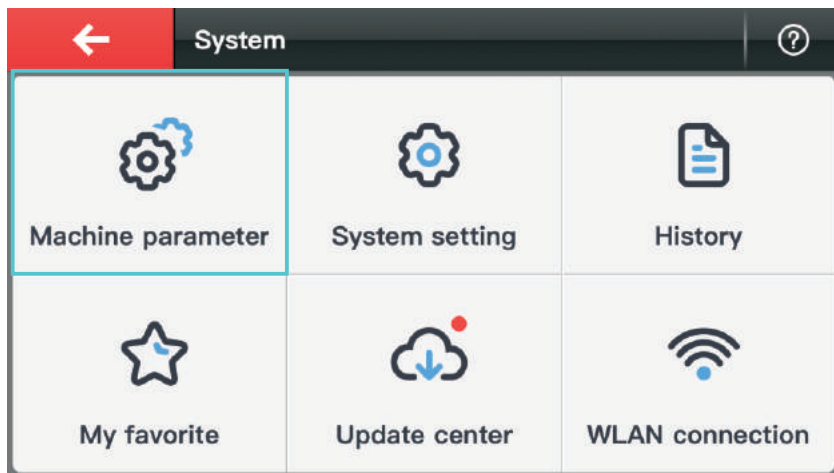 System
?
Machine parameter
System setting
History
My favorite
Update center
WLAN connection